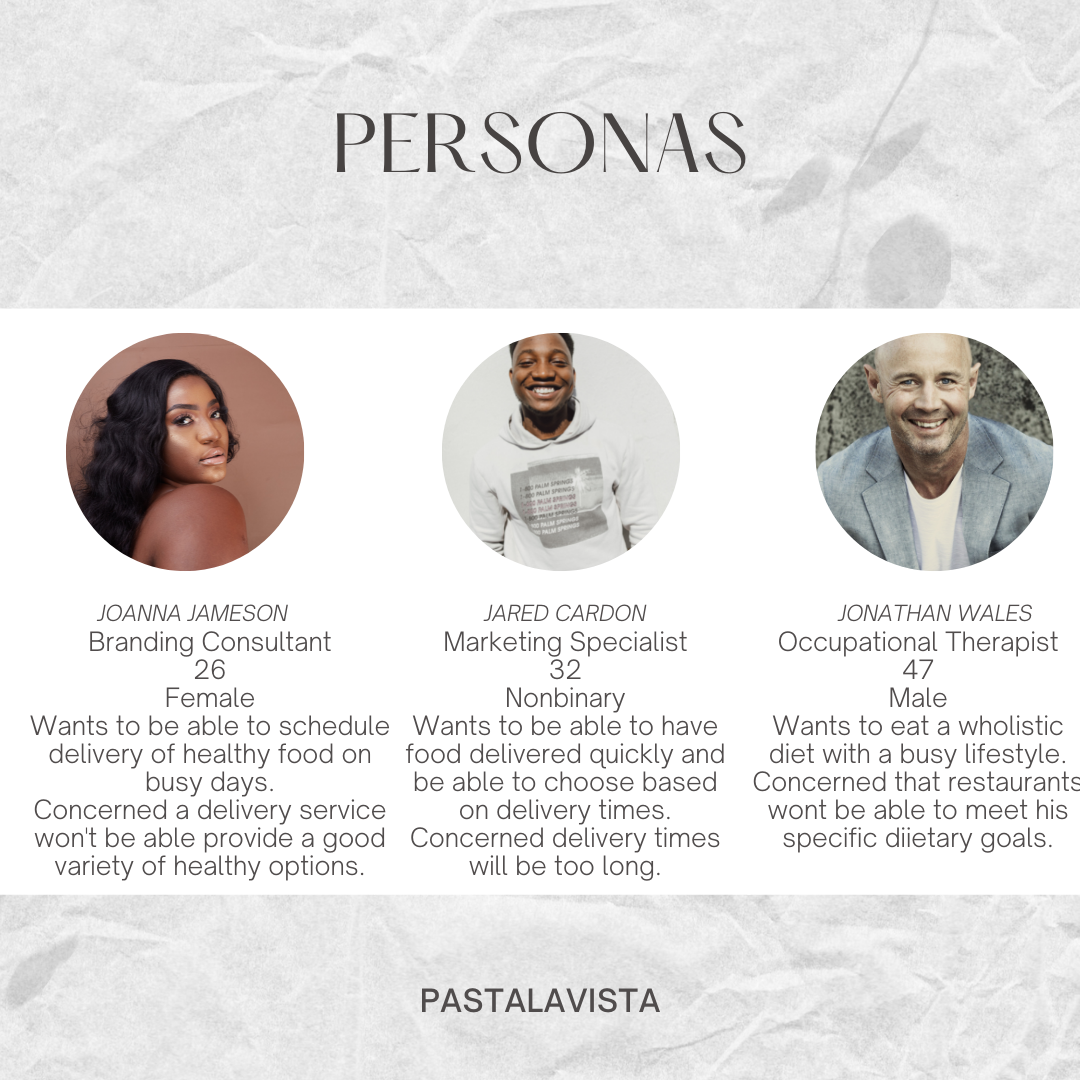 PERSONAS
JOANNA JAMESON
Branding Consultant
26
Female
Wants to be able to schedule
delivery of healthy food on
busy days.
Concerned a delivery service
won't be able provide a good
variety of healthy options.
1-800 PALM SPRINGS
JARED CARDON
Marketing Specialist
32
Nonbinary
Wants to be able to have
food delivered quickly and
be able to choose based
on delivery times.
Concerned delivery times
will be too long.
JONATHAN WALES
Occupational Therapist
47
Male
Wants to eat a wholistic
diet with a busy lifestyle.
Concerned that restaurants
wont be able to meet his
specific diietary goals.
PASTALAVISTA